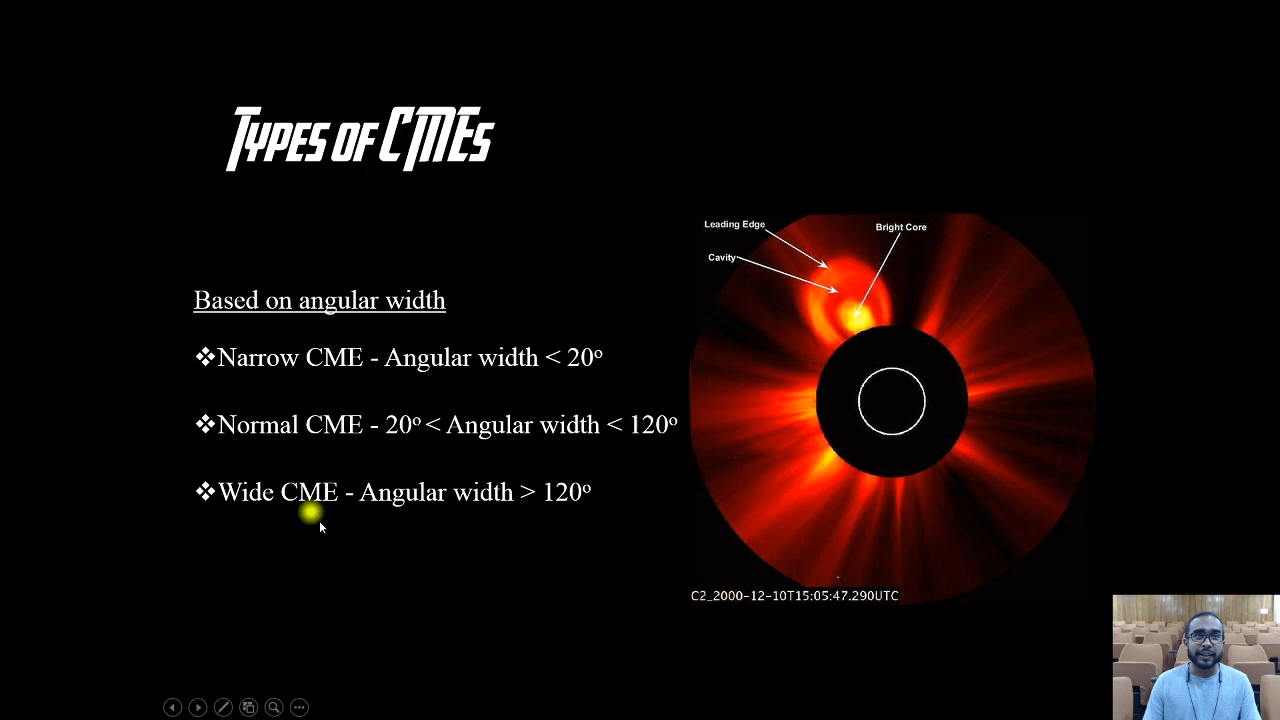 Types of CMEs
Leading Edge
Bright Core
Cavity
Based on angular width
❖Narrow CME - Angular width < 20º
❖Normal CME - 20º < Angular width < 120º
❖Wide CME - Angular width > 120º
C2_2000-12-10T15:05:47.290UTC